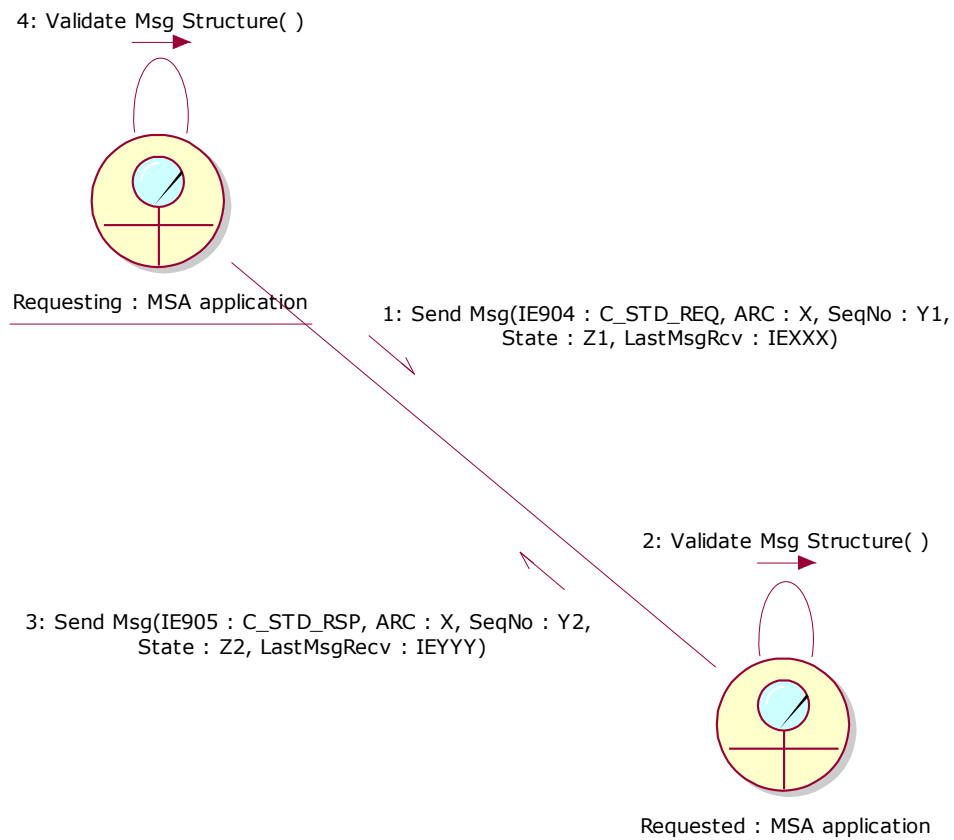 4: Validate Msg Structure( )
Requesting : MSA application
1: Send Msg(IE904 : C_STD_REQ, ARC : X, SeqNo : Y1,
State : Z1, LastMsgRcv : IEXXX)
2: Validate Msg Structure( )
3: Send Msg(IE905 : C_STD_RSP, ARC : X, SeqNo : Y2,
State : Z2, LastMsgRecv : IEYYY)
Requested : MSA application